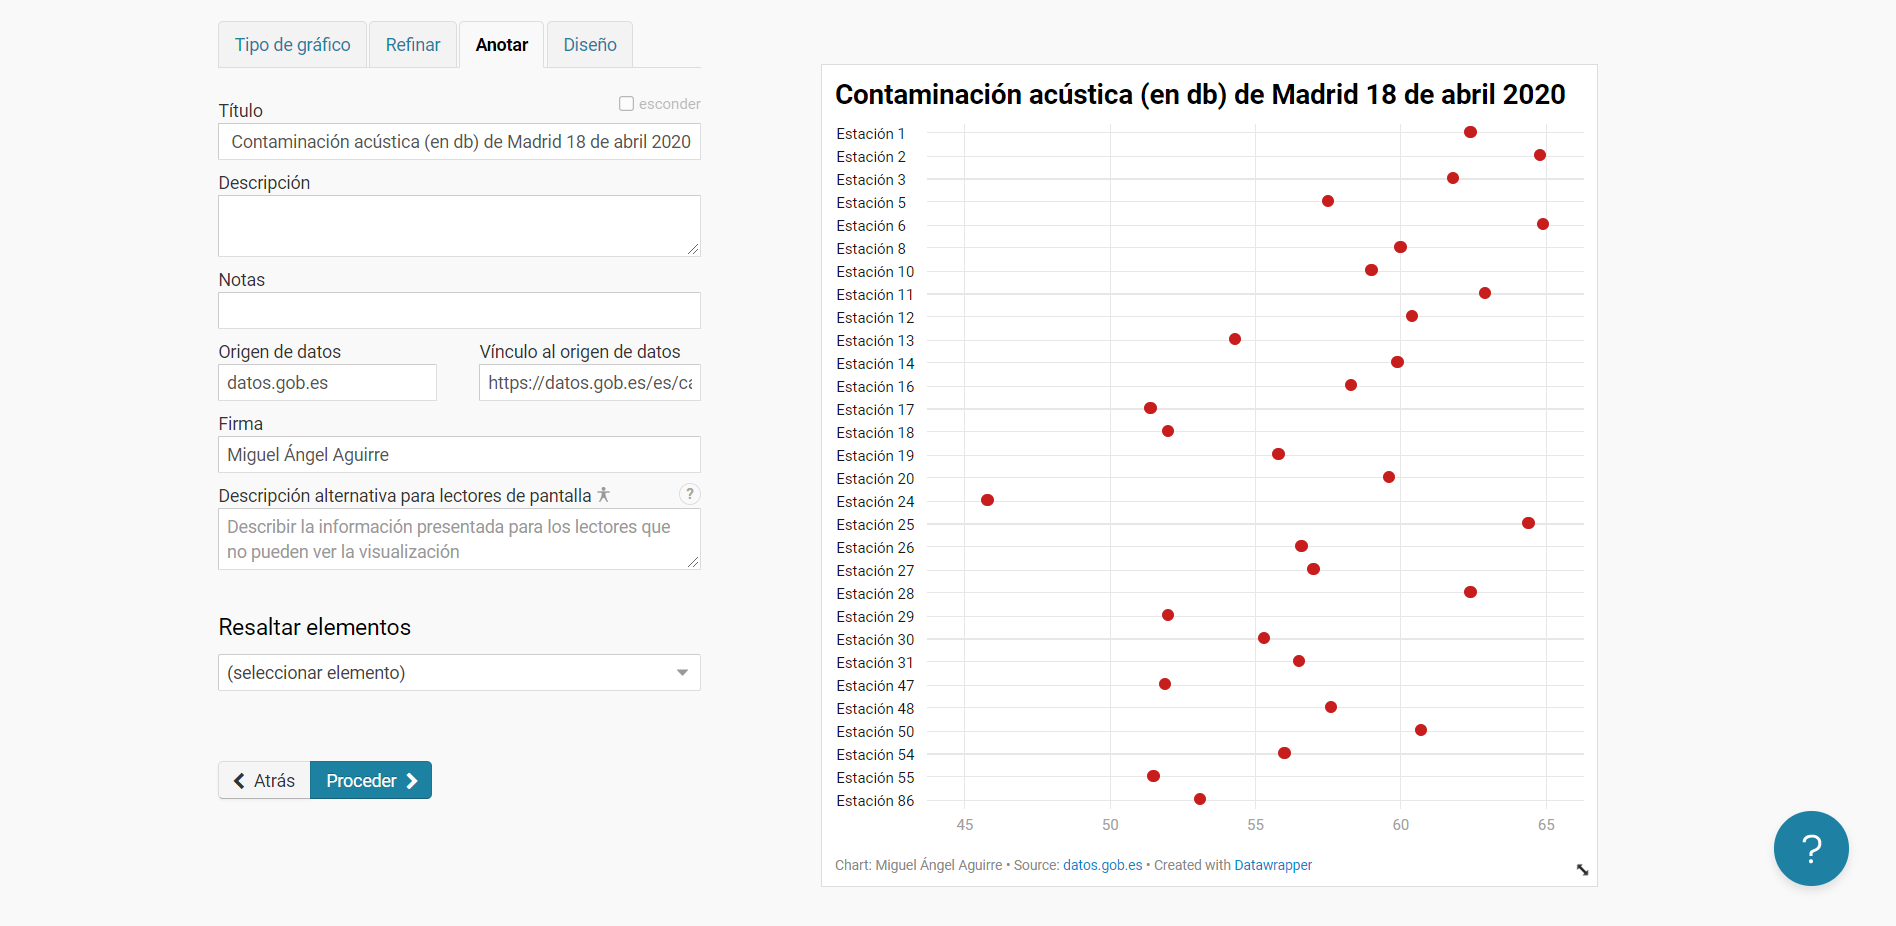 Tipo de gráfico
Refinar
Anotar
Diseño
Título
esconder
Contaminación acústica (en db) de Madrid 18 de abril 2020
Descripción
Notas
Origen de datos
Vínculo al origen de datos
datos.gob.es
https://datos.gob.es/es/ca
Firma
Miguel Ángel Aguirre
Descripción alternativa para lectores de pantalla
?
Describir la información presentada para los lectores que
no pueden ver la visualización
Resaltar elementos
(seleccionar elemento)
Atrás
Proceder
Contaminación acústica (en db) de Madrid 18 de abril 2020
Estación 1
Estación 2
Estación 3
Estación 5
Estación 6
Estación 8
Estación 10
Estación 11
Estación 12
Estación 13
Estación 14
Estación 16
Estación 17
Estación 18
Estación 19
Estación 20
Estación 24
Estación 25
Estación 26
Estación 27
Estación 28
Estación 29
Estación 30
Estación 31
Estación 47
Estación 48
Estación 50
Estación 54
Estación 55
Estación 86
45 50 55 60 65
Chart: Miguel Ángel Aguirre • Source: datos.gob.es • Created with Datawrapper
?